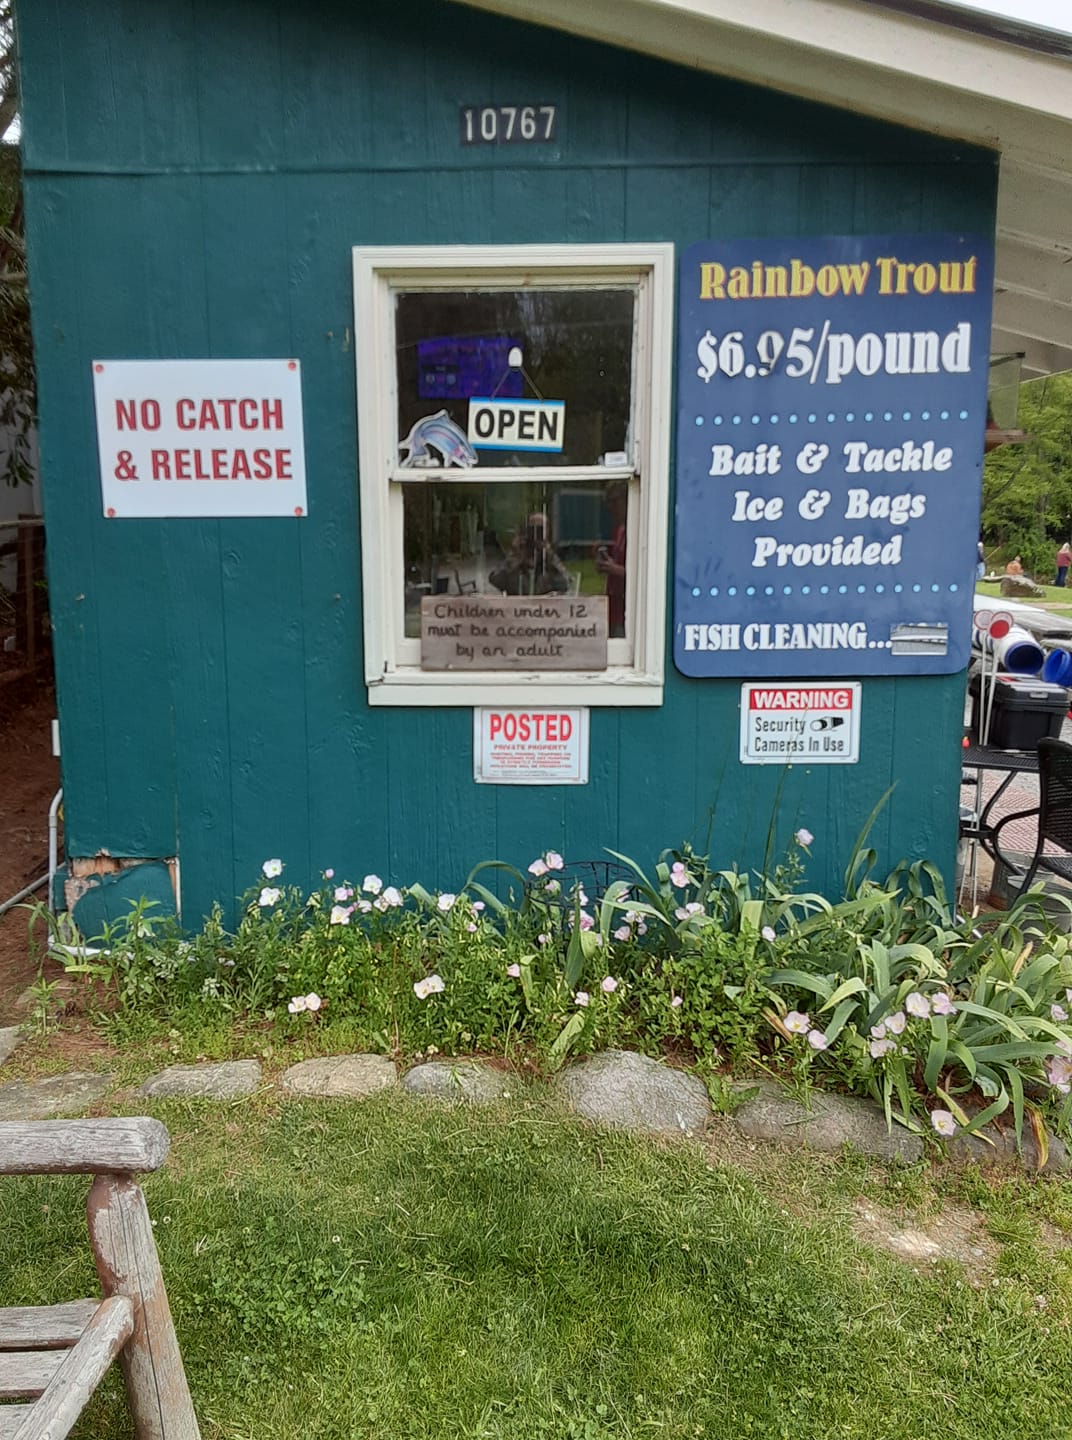 10767
NO CATCH
& RELEASE
OPEN
Children under 12
must be accompanied
by an adult
Rainbow Trout
$6.95/pound
Bait & Tackle
Ice & Bags
Provided
FISH CLEANING...
POSTED
PRIVATE PROPERTY
WARNING
Security
Cameras In Use